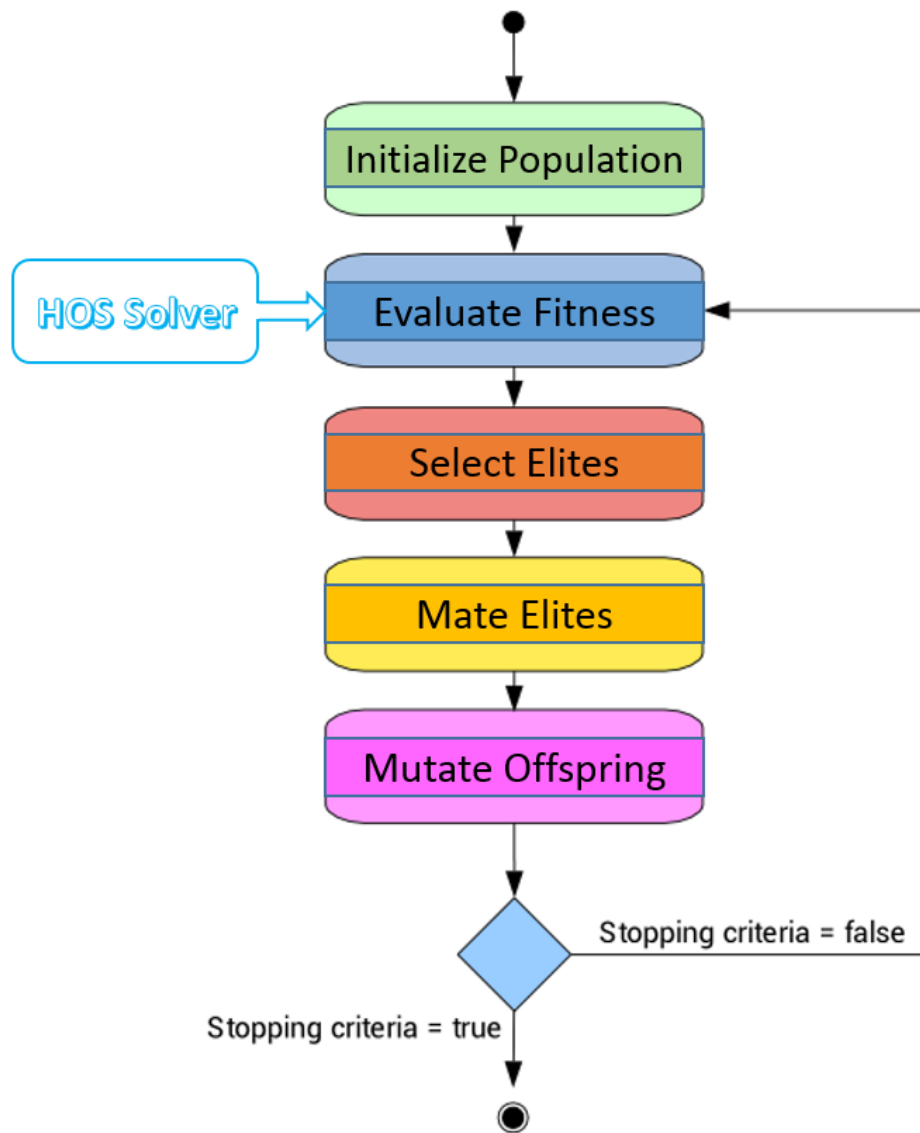 Initialize Population
HOS Solver
Evaluate Fitness
Select Elites
Mate Elites
Mutate Offspring
Stopping criteria = false
Stopping criteria = true